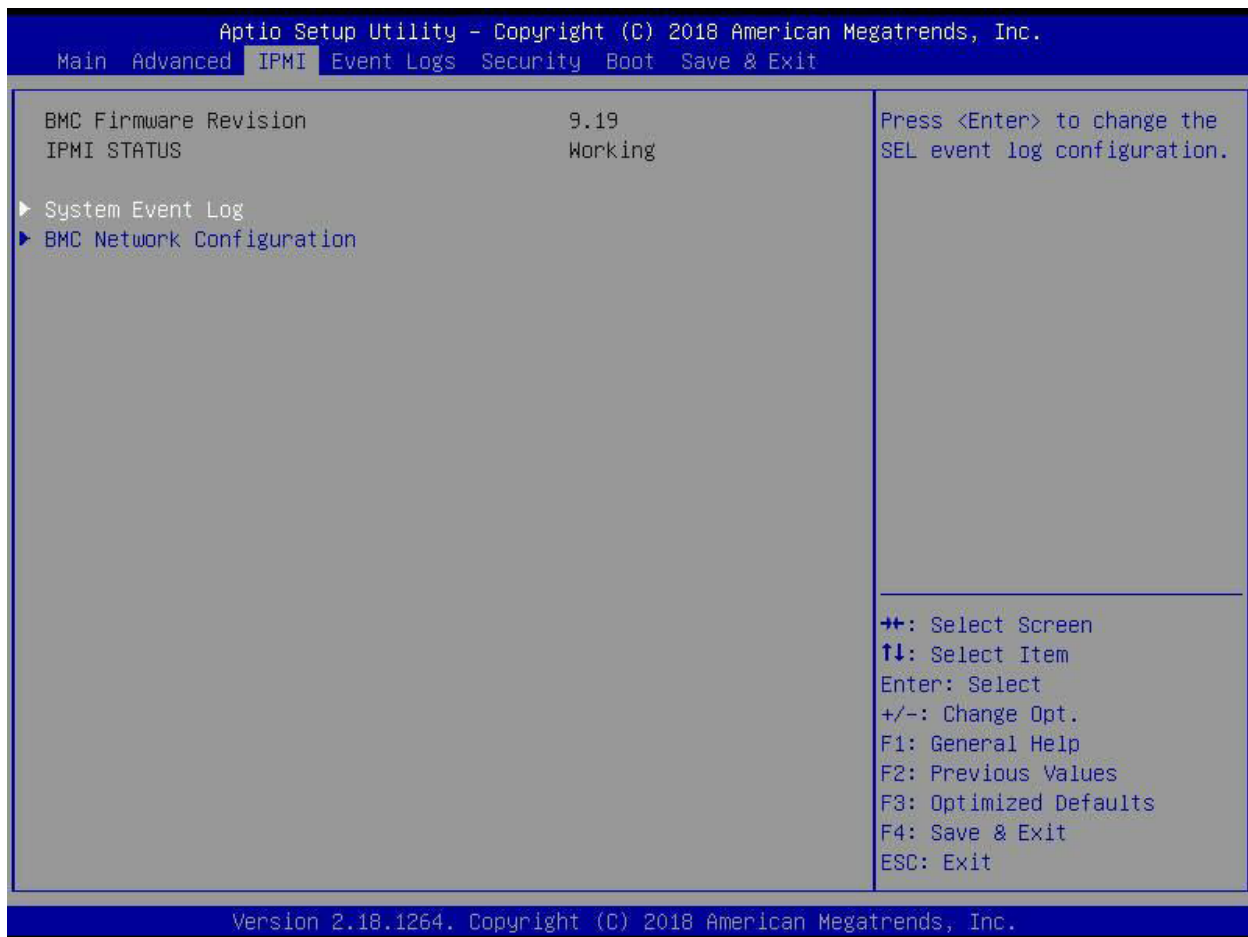 Aptio Setup Utility – Copyright (C) 2018 American Megatrends, Inc.
Main Advanced IPMI Event Logs Security Boot Save & Exit
BMC Firmware Revision 9.19
IPMI STATUS Working
▶ System Event Log
▶ BMC Network Configuration
Press <Enter> to change the
SEL event log configuration.
→←: Select Screen
↑↓: Select Item
Enter: Select
+/-: Change Opt.
F1: General Help
F2: Previous Values
F3: Optimized Defaults
F4: Save & Exit
ESC: Exit
Version 2.18.1264. Copyright (C) 2018 American Megatrends, Inc.